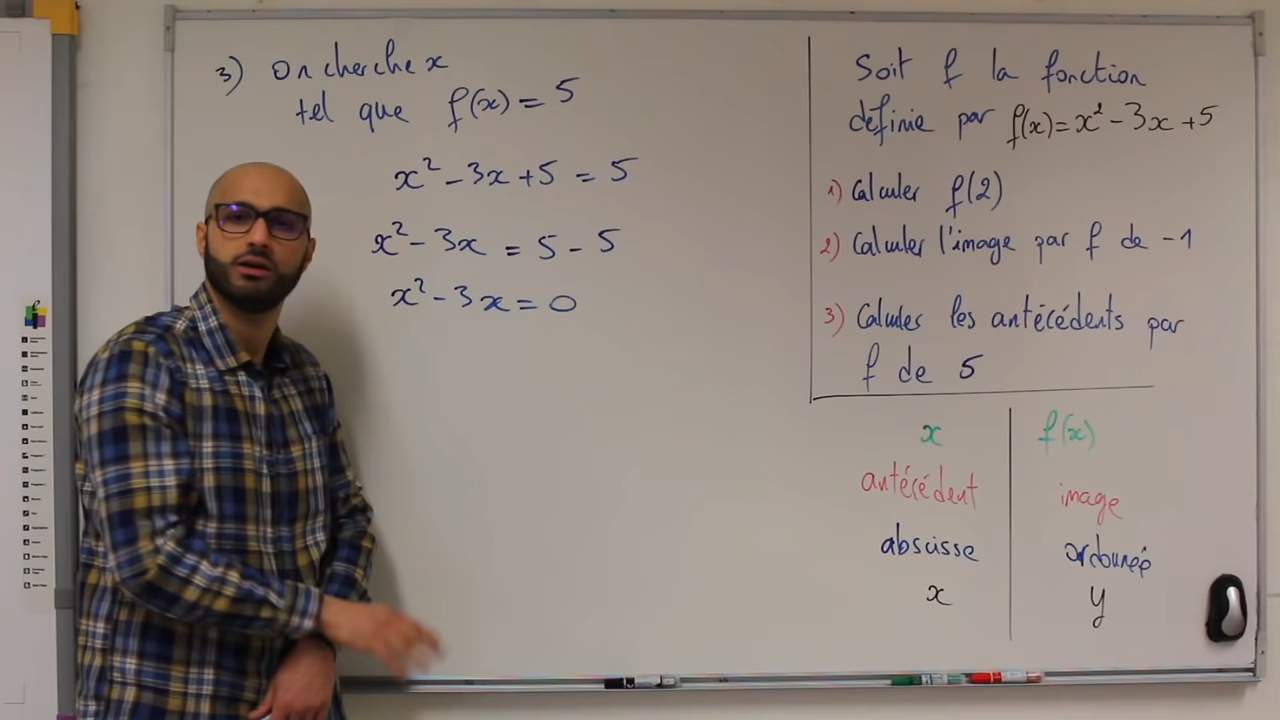 3) on cherche x
tel que f(x) = 5
x² - 3x + 5 = 5
x² - 3x = 5 - 5
x² - 3x = 0
Soit f la fonction
définie par f(x) = x² - 3x + 5
1) Calculer f(2)
2) Calculer l'image par f de -1
3) Calculer les antécédents par
f de 5
x f(x)
antécédent image
abscisse ordonnée
x y